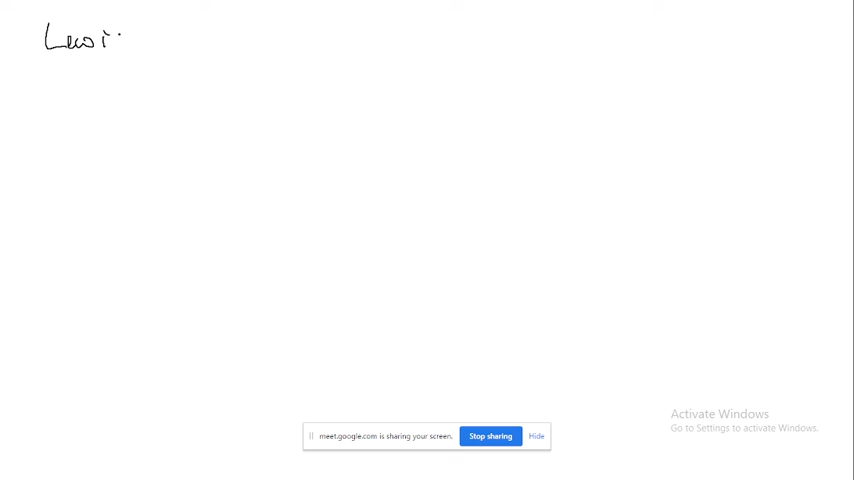 Lewi
meet.google.com is sharing your screen. Stop sharing Hide
Activate Windows
Go to Settings to activate Windows.